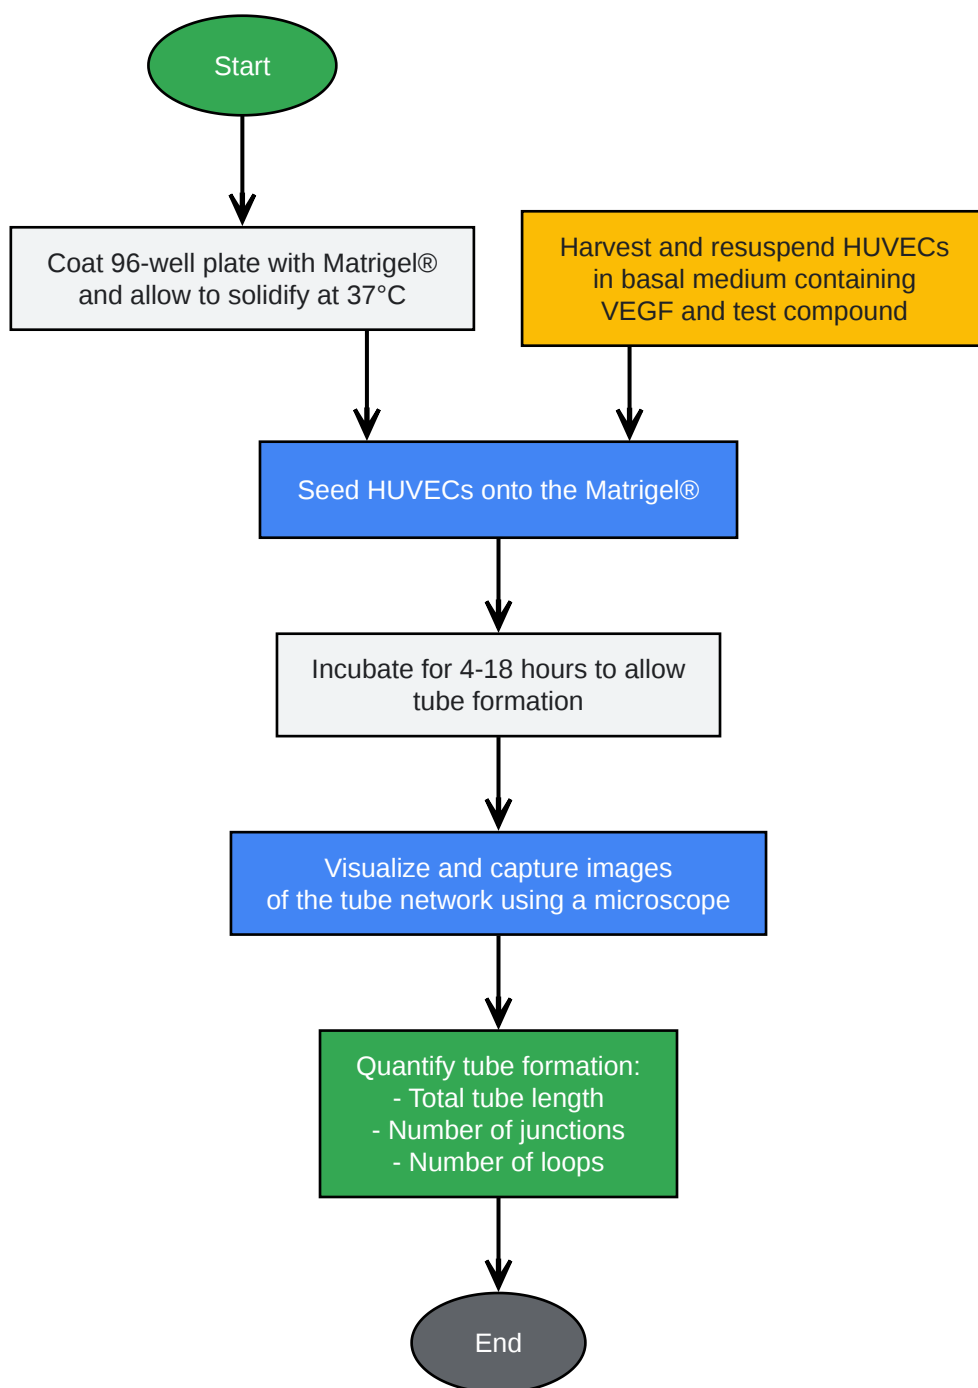 Start
Coat 96-well plate with Matrigel®
and allow to solidify at 37°C
Harvest and resuspend HUVECs
in basal medium containing
VEGF and test compound
Seed HUVECs onto the Matrigel®
Incubate for 4-18 hours to allow
tube formation
Visualize and capture images
of the tube network using a microscope
Quantify tube formation:
- Total tube length
- Number of junctions
- Number of loops
End